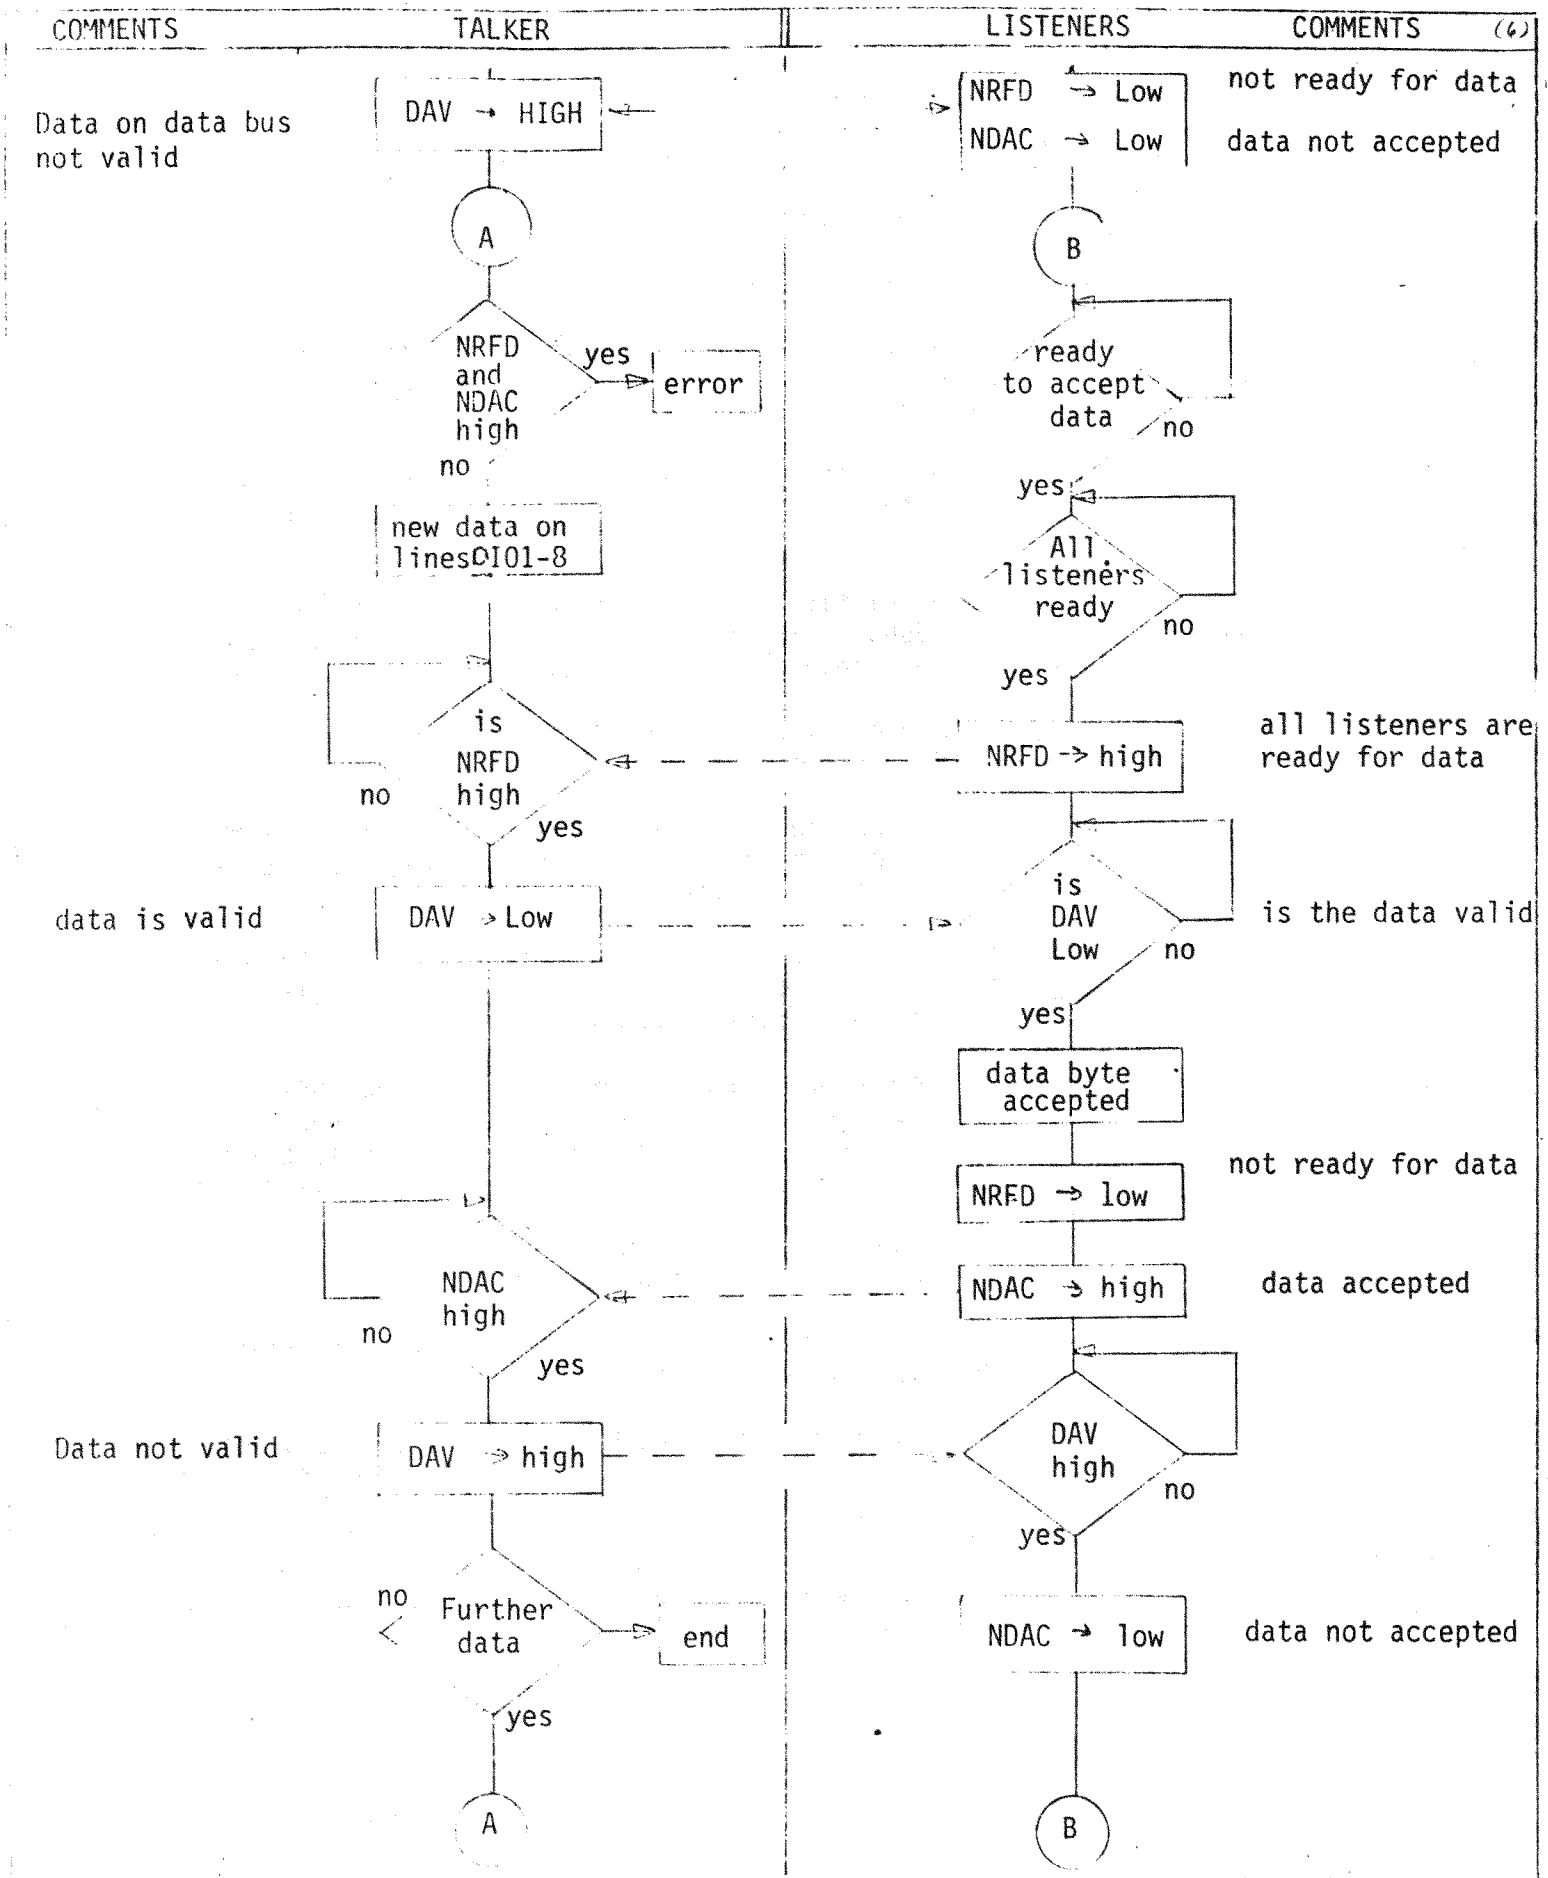 COMMENTS TALKER LISTENERS COMMENTS (6)
Data on data bus
not valid
DAV → HIGH
A
NRFD
and
NDAC
high
yes
error
no
new data on
linesDIO1-8
is
NRFD
high
no
yes
data is valid
DAV → Low
NDAC
high
no
yes
Data not valid
DAV → high
no
Further
data
end
yes
A
NRFD → Low
not ready for data
NDAC → Low
data not accepted
B
ready
to accept
data
no
yes
All
listeners
ready
no
yes
NRFD → high
all listeners are
ready for data
is
DAV
Low
no
is the data valid
yes
data byte
accepted
not ready for data
NRFD → low
NDAC → high
data accepted
DAV
high
no
yes
NDAC → low
data not accepted
B